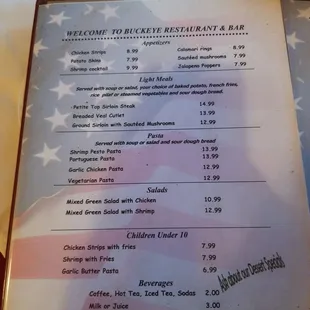 WELCOME TO BUCKEYE RESTAURANT & BAR
Appetizers
Chicken Strips 8.99 Calamari rings 8.99
Potato Skins 7.99 Sautéed mushrooms 7.99
Shrimp cocktail 9.99 Jalapeno Poppers 7.99
Light Meals
Served with soup or salad, your choice of baked potato, french fries,
rice pilaf or steamed vegetables and sour dough bread.
Petite Top Sirloin Steak 14.99
Breaded Veal Cutlet 13.99
Ground Sirloin with Sautéed Mushrooms 12.99
Pasta
Served with soup or salad and sour dough bread
Shrimp Pesto Pasta 13.99
Portuguese Pasta 13.99
Garlic Chicken Pasta 12.99
Vegetarian Pasta 12.99
Salads
Mixed Green Salad with Chicken 10.99
Mixed Green Salad with Shrimp 12.99
Children Under 10
Chicken Strips with fries 7.99
Shrimp with Fries 7.99
Garlic Butter Pasta 6.99
Ask about our Dessert Specials
Beverages
Coffee, Hot Tea, Iced Tea, Sodas 2.00
Milk or Juice 3.00